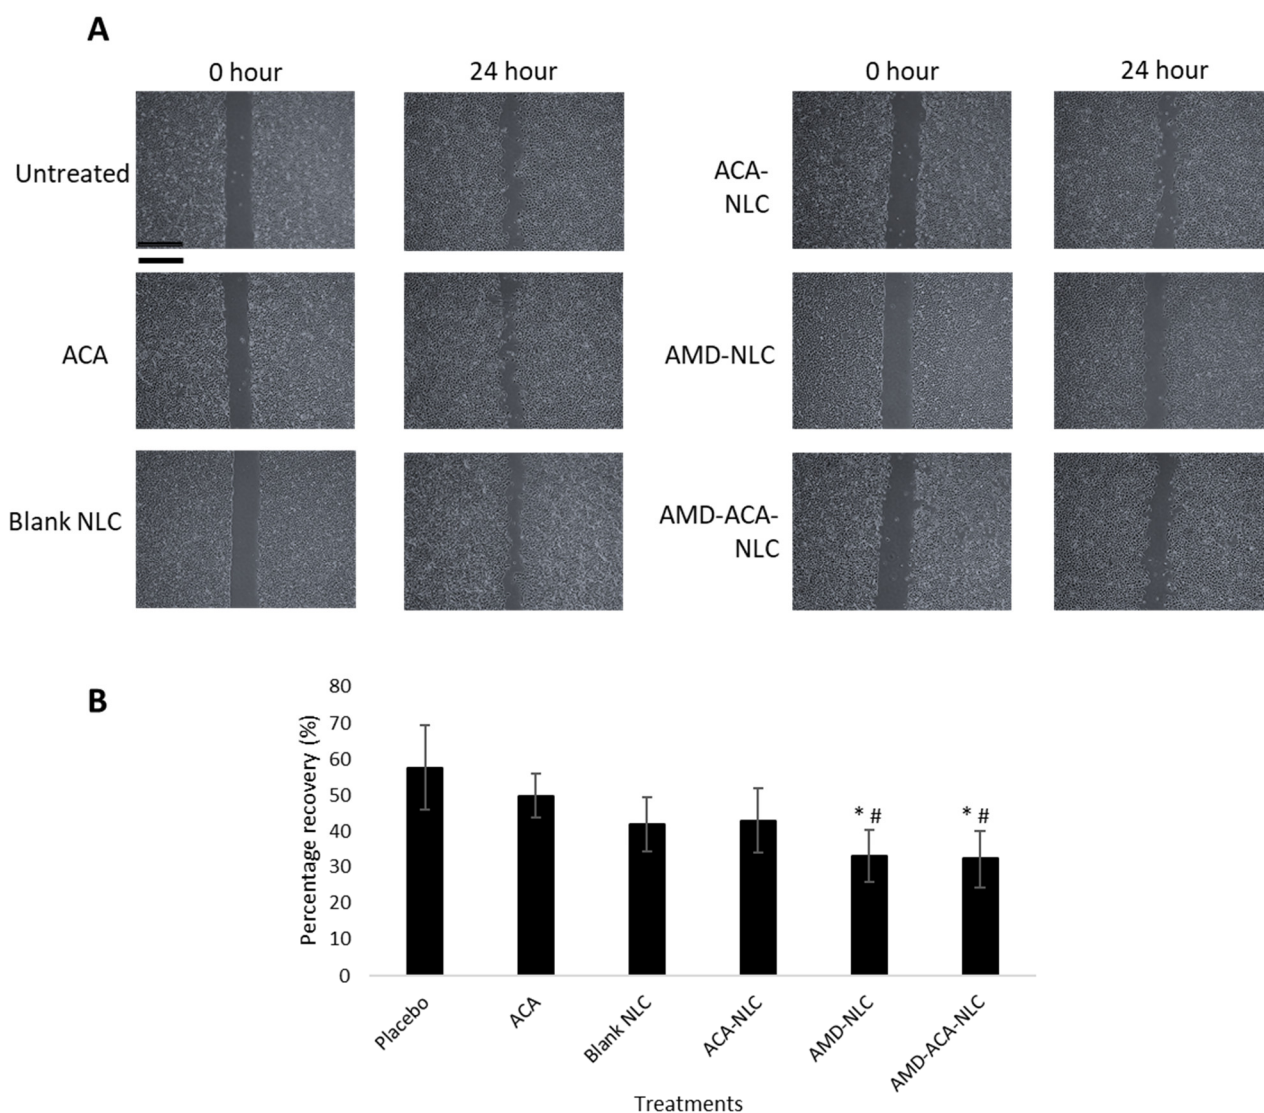 A
0 hour
24 hour
0 hour
24 hour
Untreated
ACA-
NLC
ACA
AMD-NLC
Blank NLC
AMD-ACA-
NLC
B
Percentage recovery (%)
80
70
60
50
40
30
20
10
0
* #
* #
Placebo
ACA
Blank NLC
ACA-NLC
AMD-NLC
AMD-ACA-NLC
Treatments